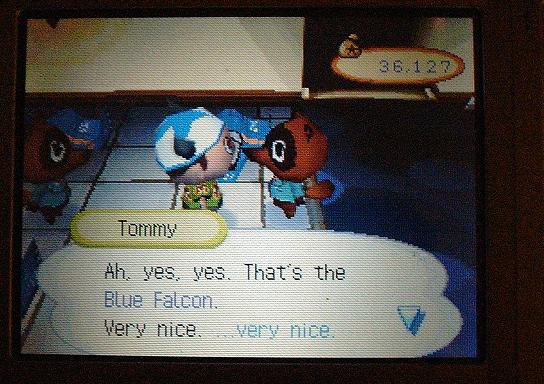 36,127
Tommy
Ah, yes, yes. That's the
Blue Falcon.
Very nice. ...very nice.